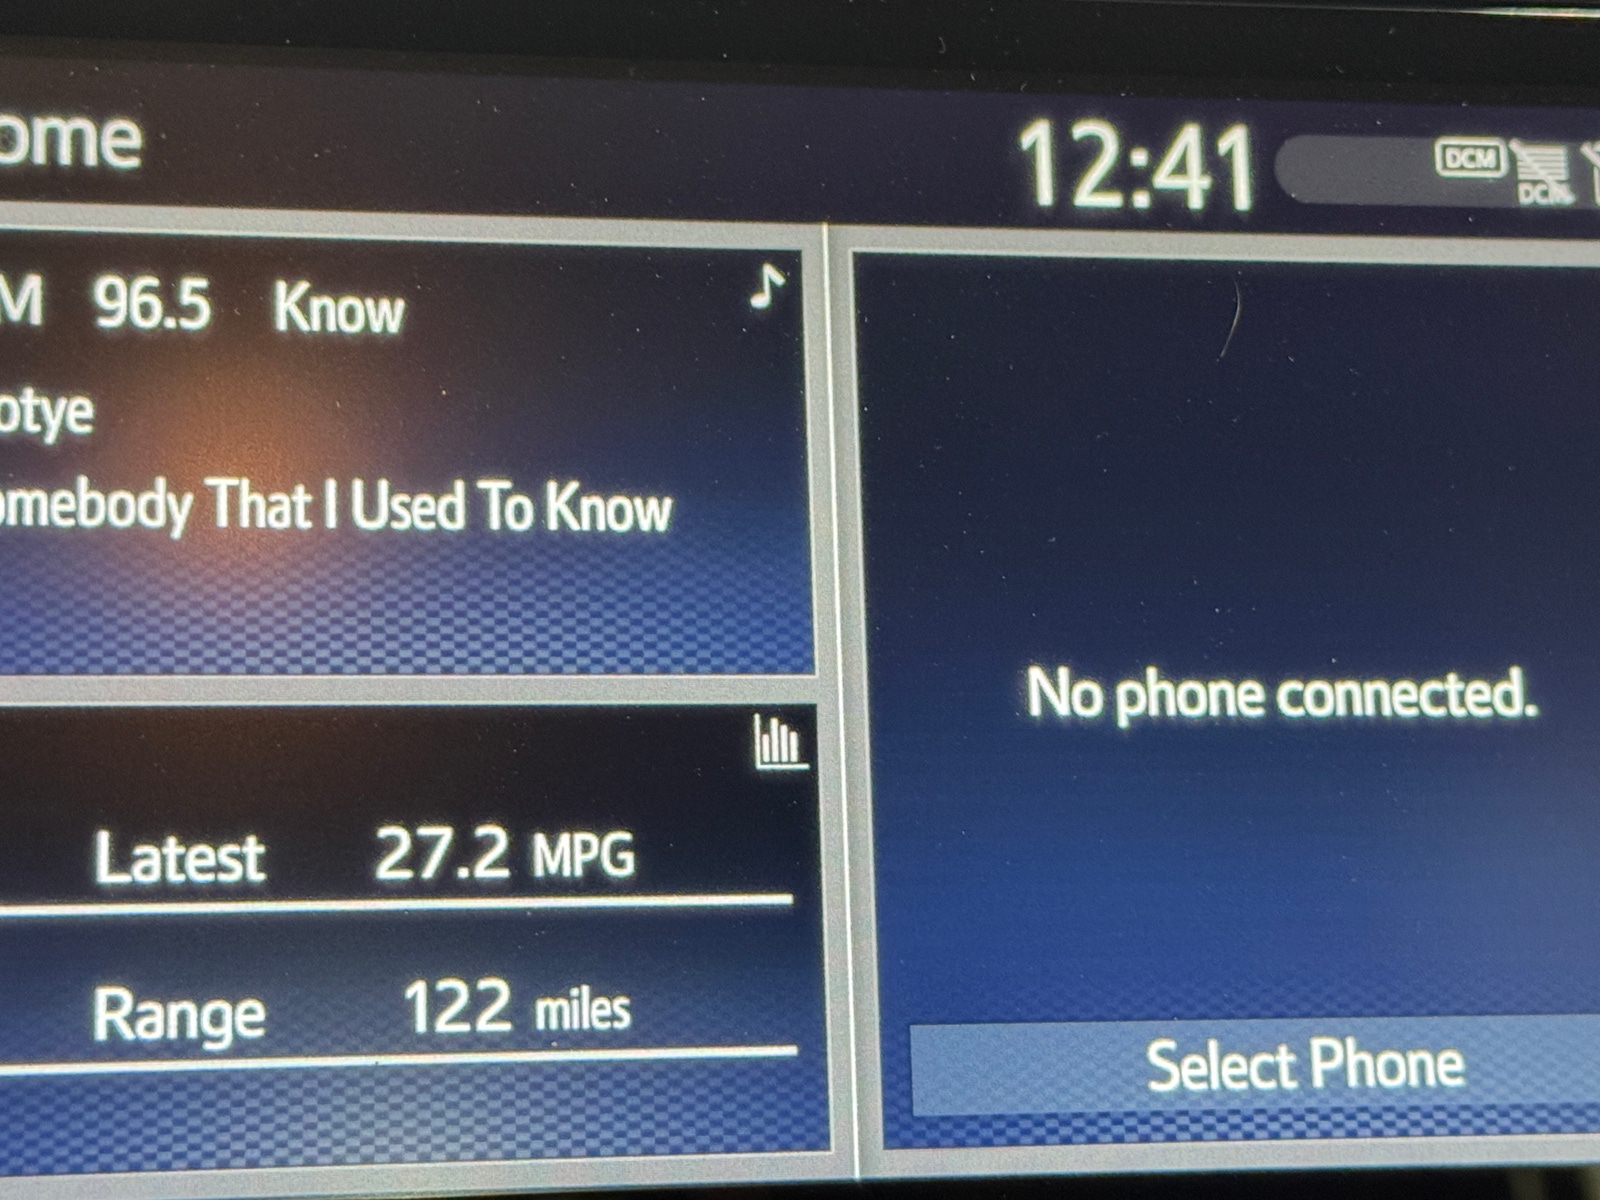 ome
12:41
DCM
DCM
M 96.5 Know
otye
omebody That I Used To Know
Latest 27.2 MPG
Range 122 miles
No phone connected.
Select Phone